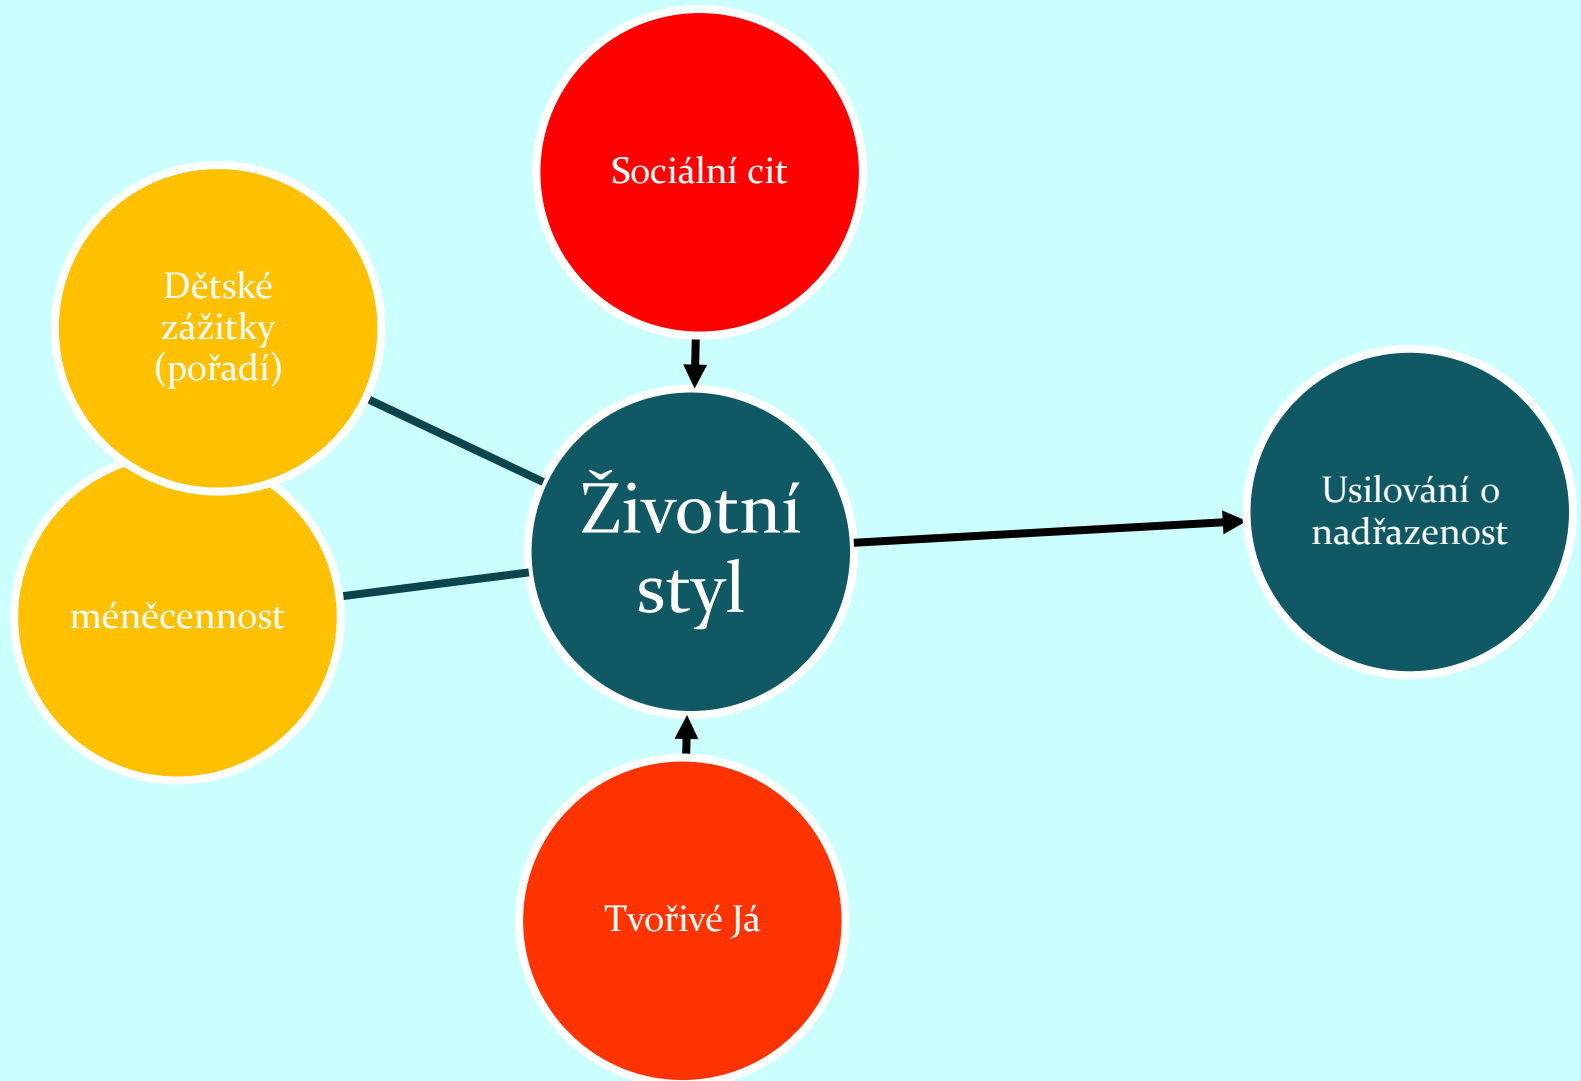 Sociální cit
Dětské
zážitky
(pořadí)
méněcennost
Životní
styl
Usilování o
nadřazenost
Tvořivé Já